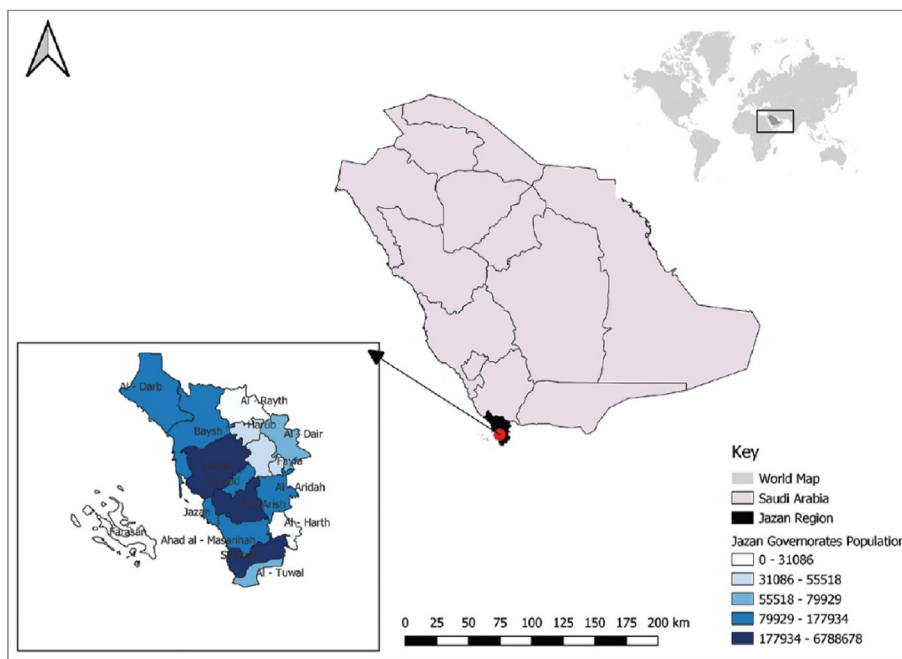 Al - Darb
Al - Rayth
Harub
Baysh
Al - Dair
Fayfa
Al - Aridah
Arish
Jazan
Al - Harth
Farasan
Ahad al - Masarihah
Al - Tuwal
Key
World Map
Saudi Arabia
Jazan Region
Jazan Governorates Population
0 - 31086
31086 - 55518
55518 - 79929
79929 - 177934
177934 - 6788678
0 25 50 75 100 125 150 175 200 km